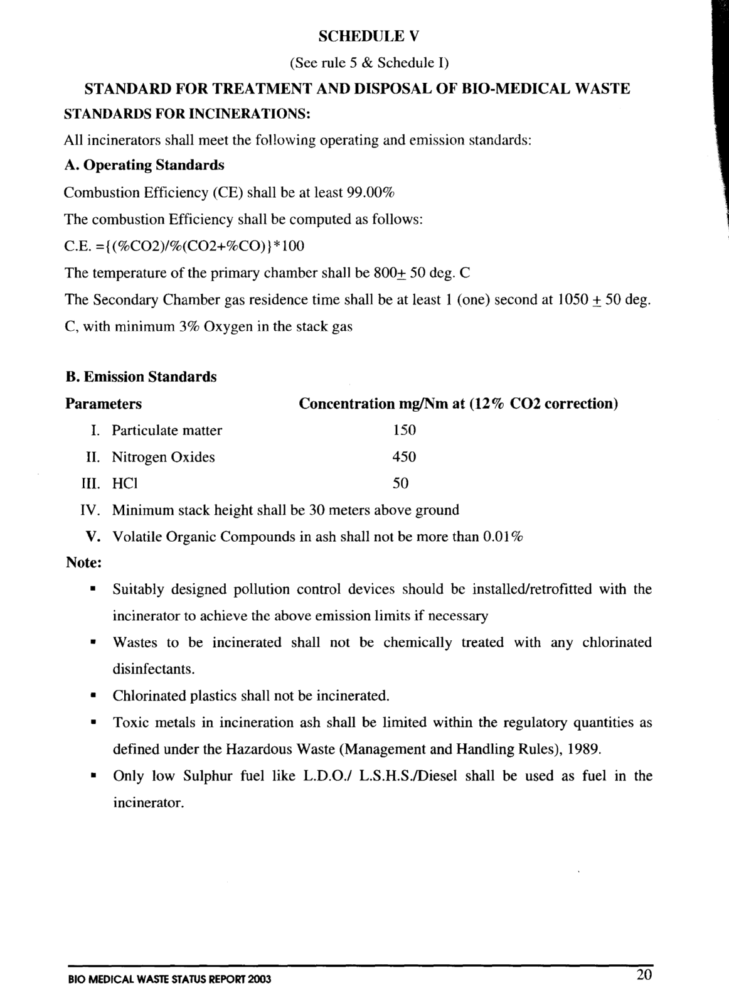 SCHEDULE V
(See rule 5 & Schedule I)
STANDARD FOR TREATMENT AND DISPOSAL OF BIO-MEDICAL WASTE
STANDARDS FOR INCINERATIONS:
All incinerators shall meet the following operating and emission standards:
A. Operating Standards
Combustion Efficiency (CE) shall be at least 99.00%
The combustion Efficiency shall be computed as follows:
C.E. ={(%CO2)/%(CO2+%CO)}*100
The temperature of the primary chamber shall be 800± 50 deg. C
The Secondary Chamber gas residence time shall be at least 1 (one) second at 1050 ± 50 deg.
C, with minimum 3% Oxygen in the stack gas
B. Emission Standards
Parameters Concentration mg/Nm at (12% CO2 correction)
I. Particulate matter 150
II. Nitrogen Oxides 450
III. HCl 50
IV. Minimum stack height shall be 30 meters above ground
V. Volatile Organic Compounds in ash shall not be more than 0.01%
Note:
▪ Suitably designed pollution control devices should be installed/retrofitted with the
incinerator to achieve the above emission limits if necessary
▪ Wastes to be incinerated shall not be chemically treated with any chlorinated
disinfectants.
▪ Chlorinated plastics shall not be incinerated.
▪ Toxic metals in incineration ash shall be limited within the regulatory quantities as
defined under the Hazardous Waste (Management and Handling Rules), 1989.
▪ Only low Sulphur fuel like L.D.O./ L.S.H.S./Diesel shall be used as fuel in the
incinerator.
BIO MEDICAL WASTE STATUS REPORT 2003 20